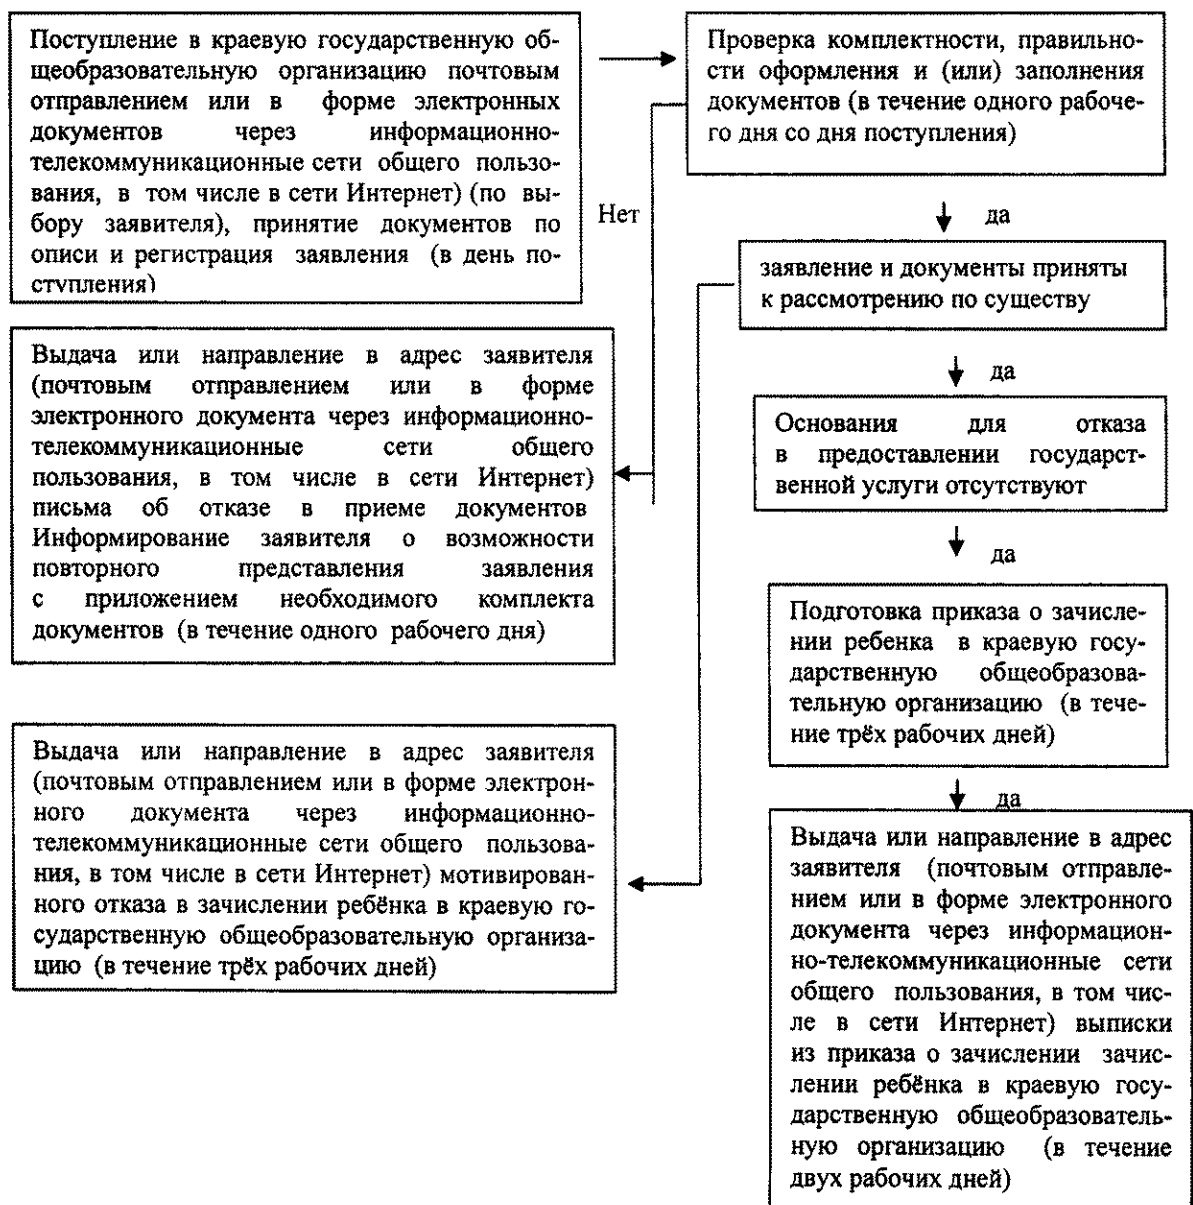 Поступление в краевую государственную об-
щеобразовательную организацию почтовым
отправлением или в форме электронных
документов через информационно-
телекоммуникационные сети общего пользо-
вания, в том числе в сети Интернет) (по вы-
бору заявителя), принятие документов по
описи и регистрация заявления (в день по-
ступления)
Проверка комплектности, правильно-
сти оформления и (или) заполнения
документов (в течение одного рабоче-
го дня со дня поступления)
Нет
да
заявление и документы приняты
к рассмотрению по существу
Выдача или направление в адрес заявителя
(почтовым отправлением или в форме
электронного документа через информационно-
телекоммуникационные сети общего
пользования, в том числе в сети Интернет)
письма об отказе в приеме документов
Информирование заявителя о возможности
повторного представления заявления
с приложением необходимого комплекта
документов (в течение одного рабочего дня)
да
Основания для отказа
в предоставлении государст-
венной услуги отсутствуют
да
Подготовка приказа о зачисле-
нии ребенка в краевую госу-
дарственную общеобразова-
тельную организацию (в тече-
ние трёх рабочих дней)
Выдача или направление в адрес заявителя
(почтовым отправлением или в форме электрон-
ного документа через информационно-
телекоммуникационные сети общего пользова-
ния, в том числе в сети Интернет) мотивирован-
ного отказа в зачислении ребёнка в краевую го-
сударственную общеобразовательную организа-
цию (в течение трёх рабочих дней)
да
Выдача или направление в адрес
заявителя (почтовым отправле-
нием или в форме электронного
документа через информацион-
но-телекоммуникационные сети
общего пользования, в том чис-
ле в сети Интернет) выписки
из приказа о зачислении зачис-
лении ребёнка в краевую госу-
дарственную общеобразователь-
ную организацию (в течение
двух рабочих дней)